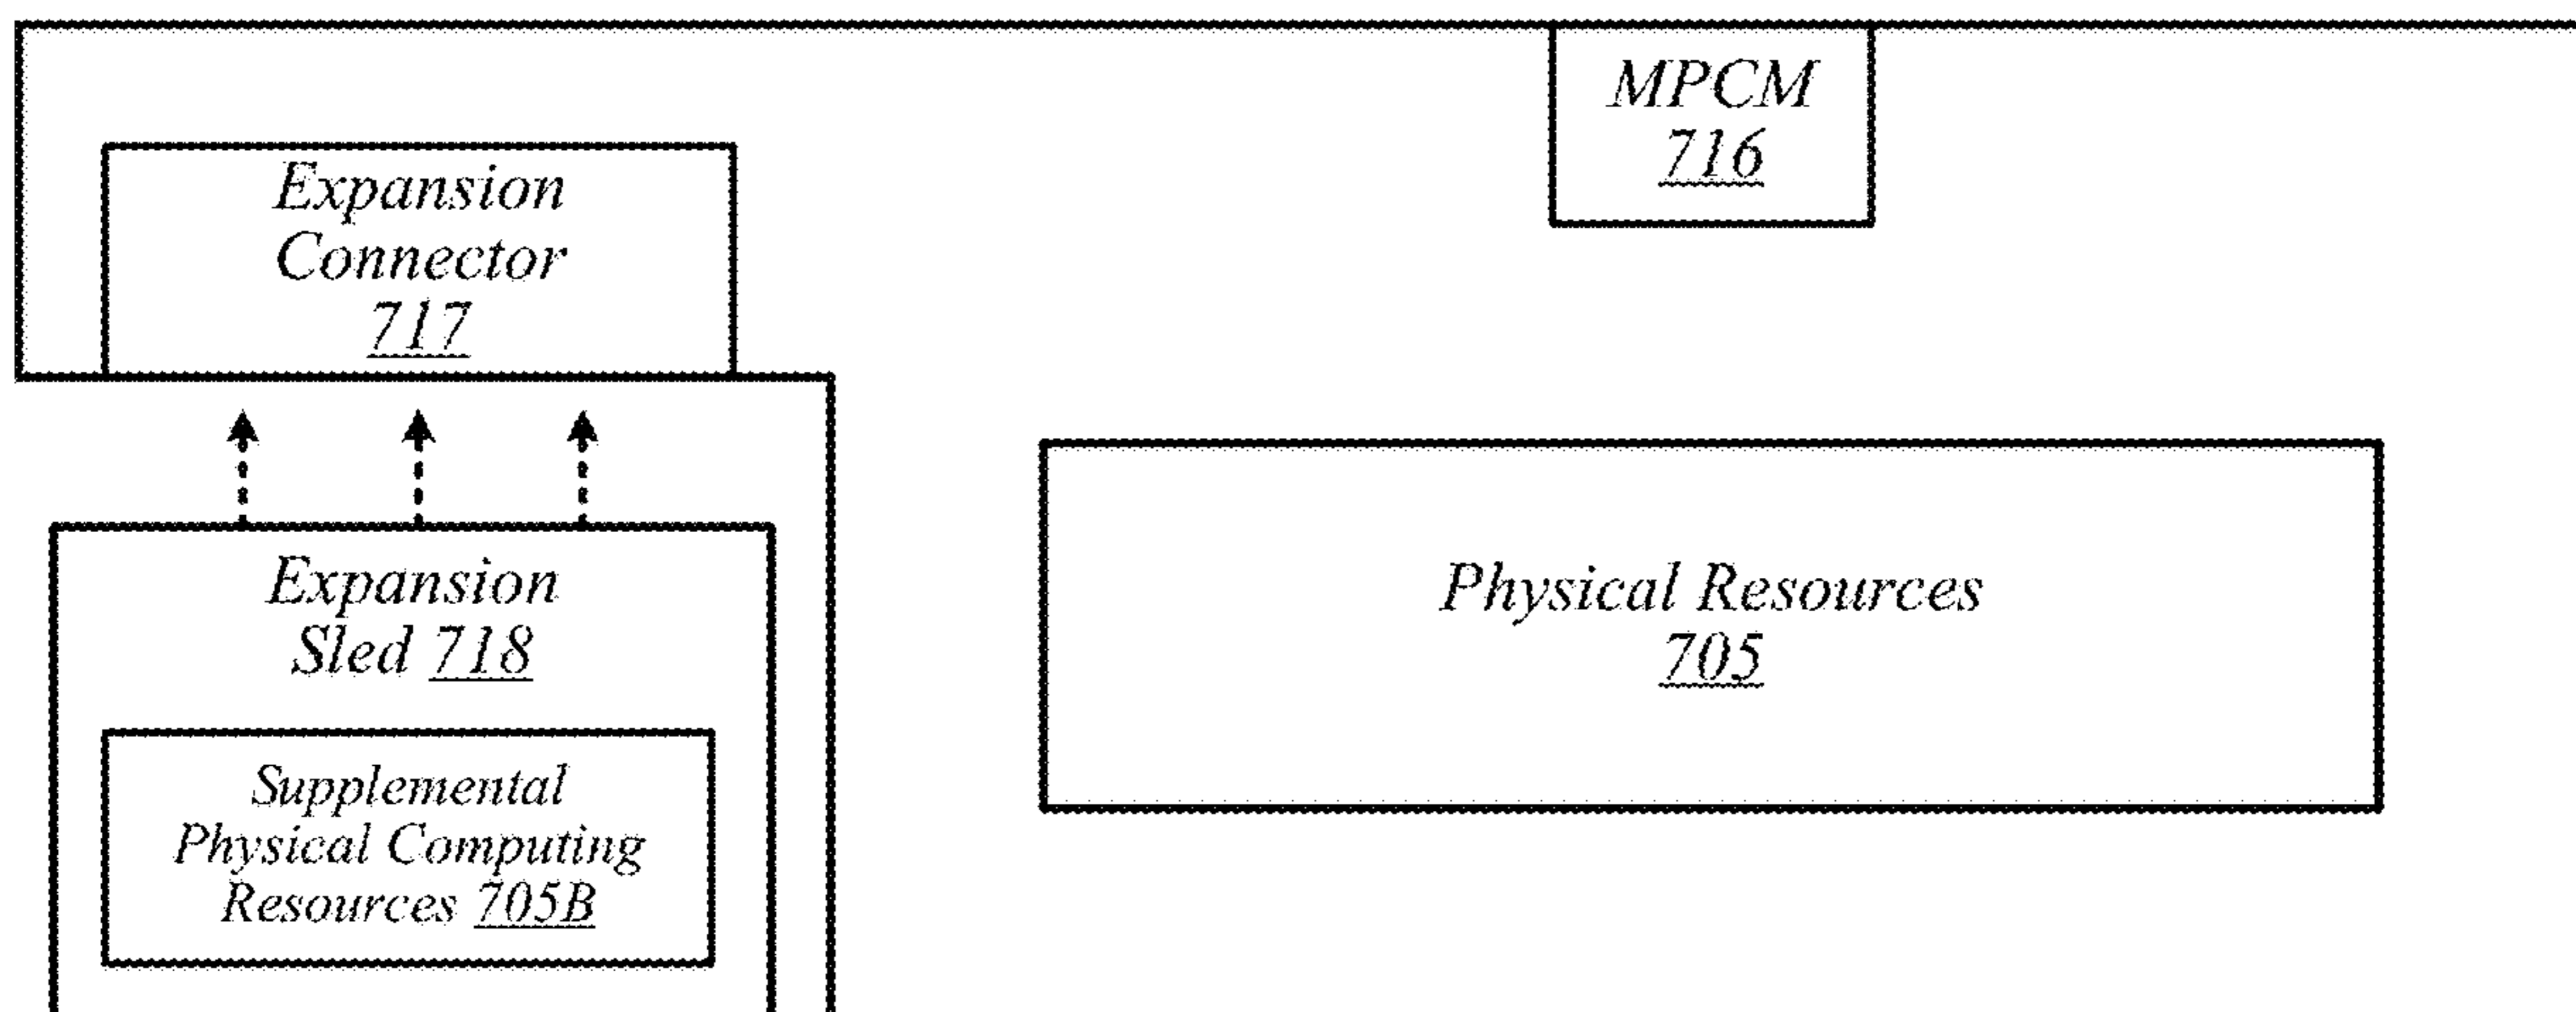 MPCM
716
Expansion
Connector
717
Expansion
Sled 718
Physical Resources
705
Supplemental
Physical Computing
Resources 705B